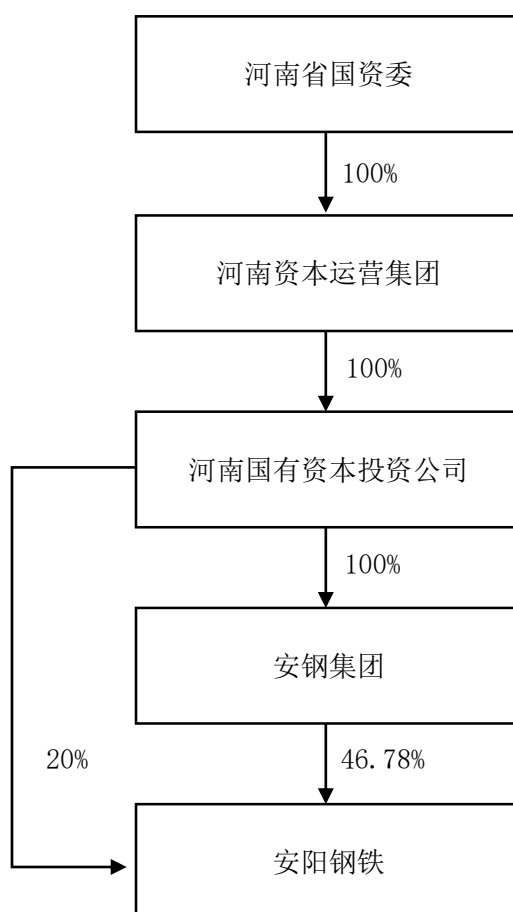 河南省国资委
100%
河南资本运营集团
100%
河南国有资本投资公司
100%
安钢集团
20%
46.78%
安阳钢铁